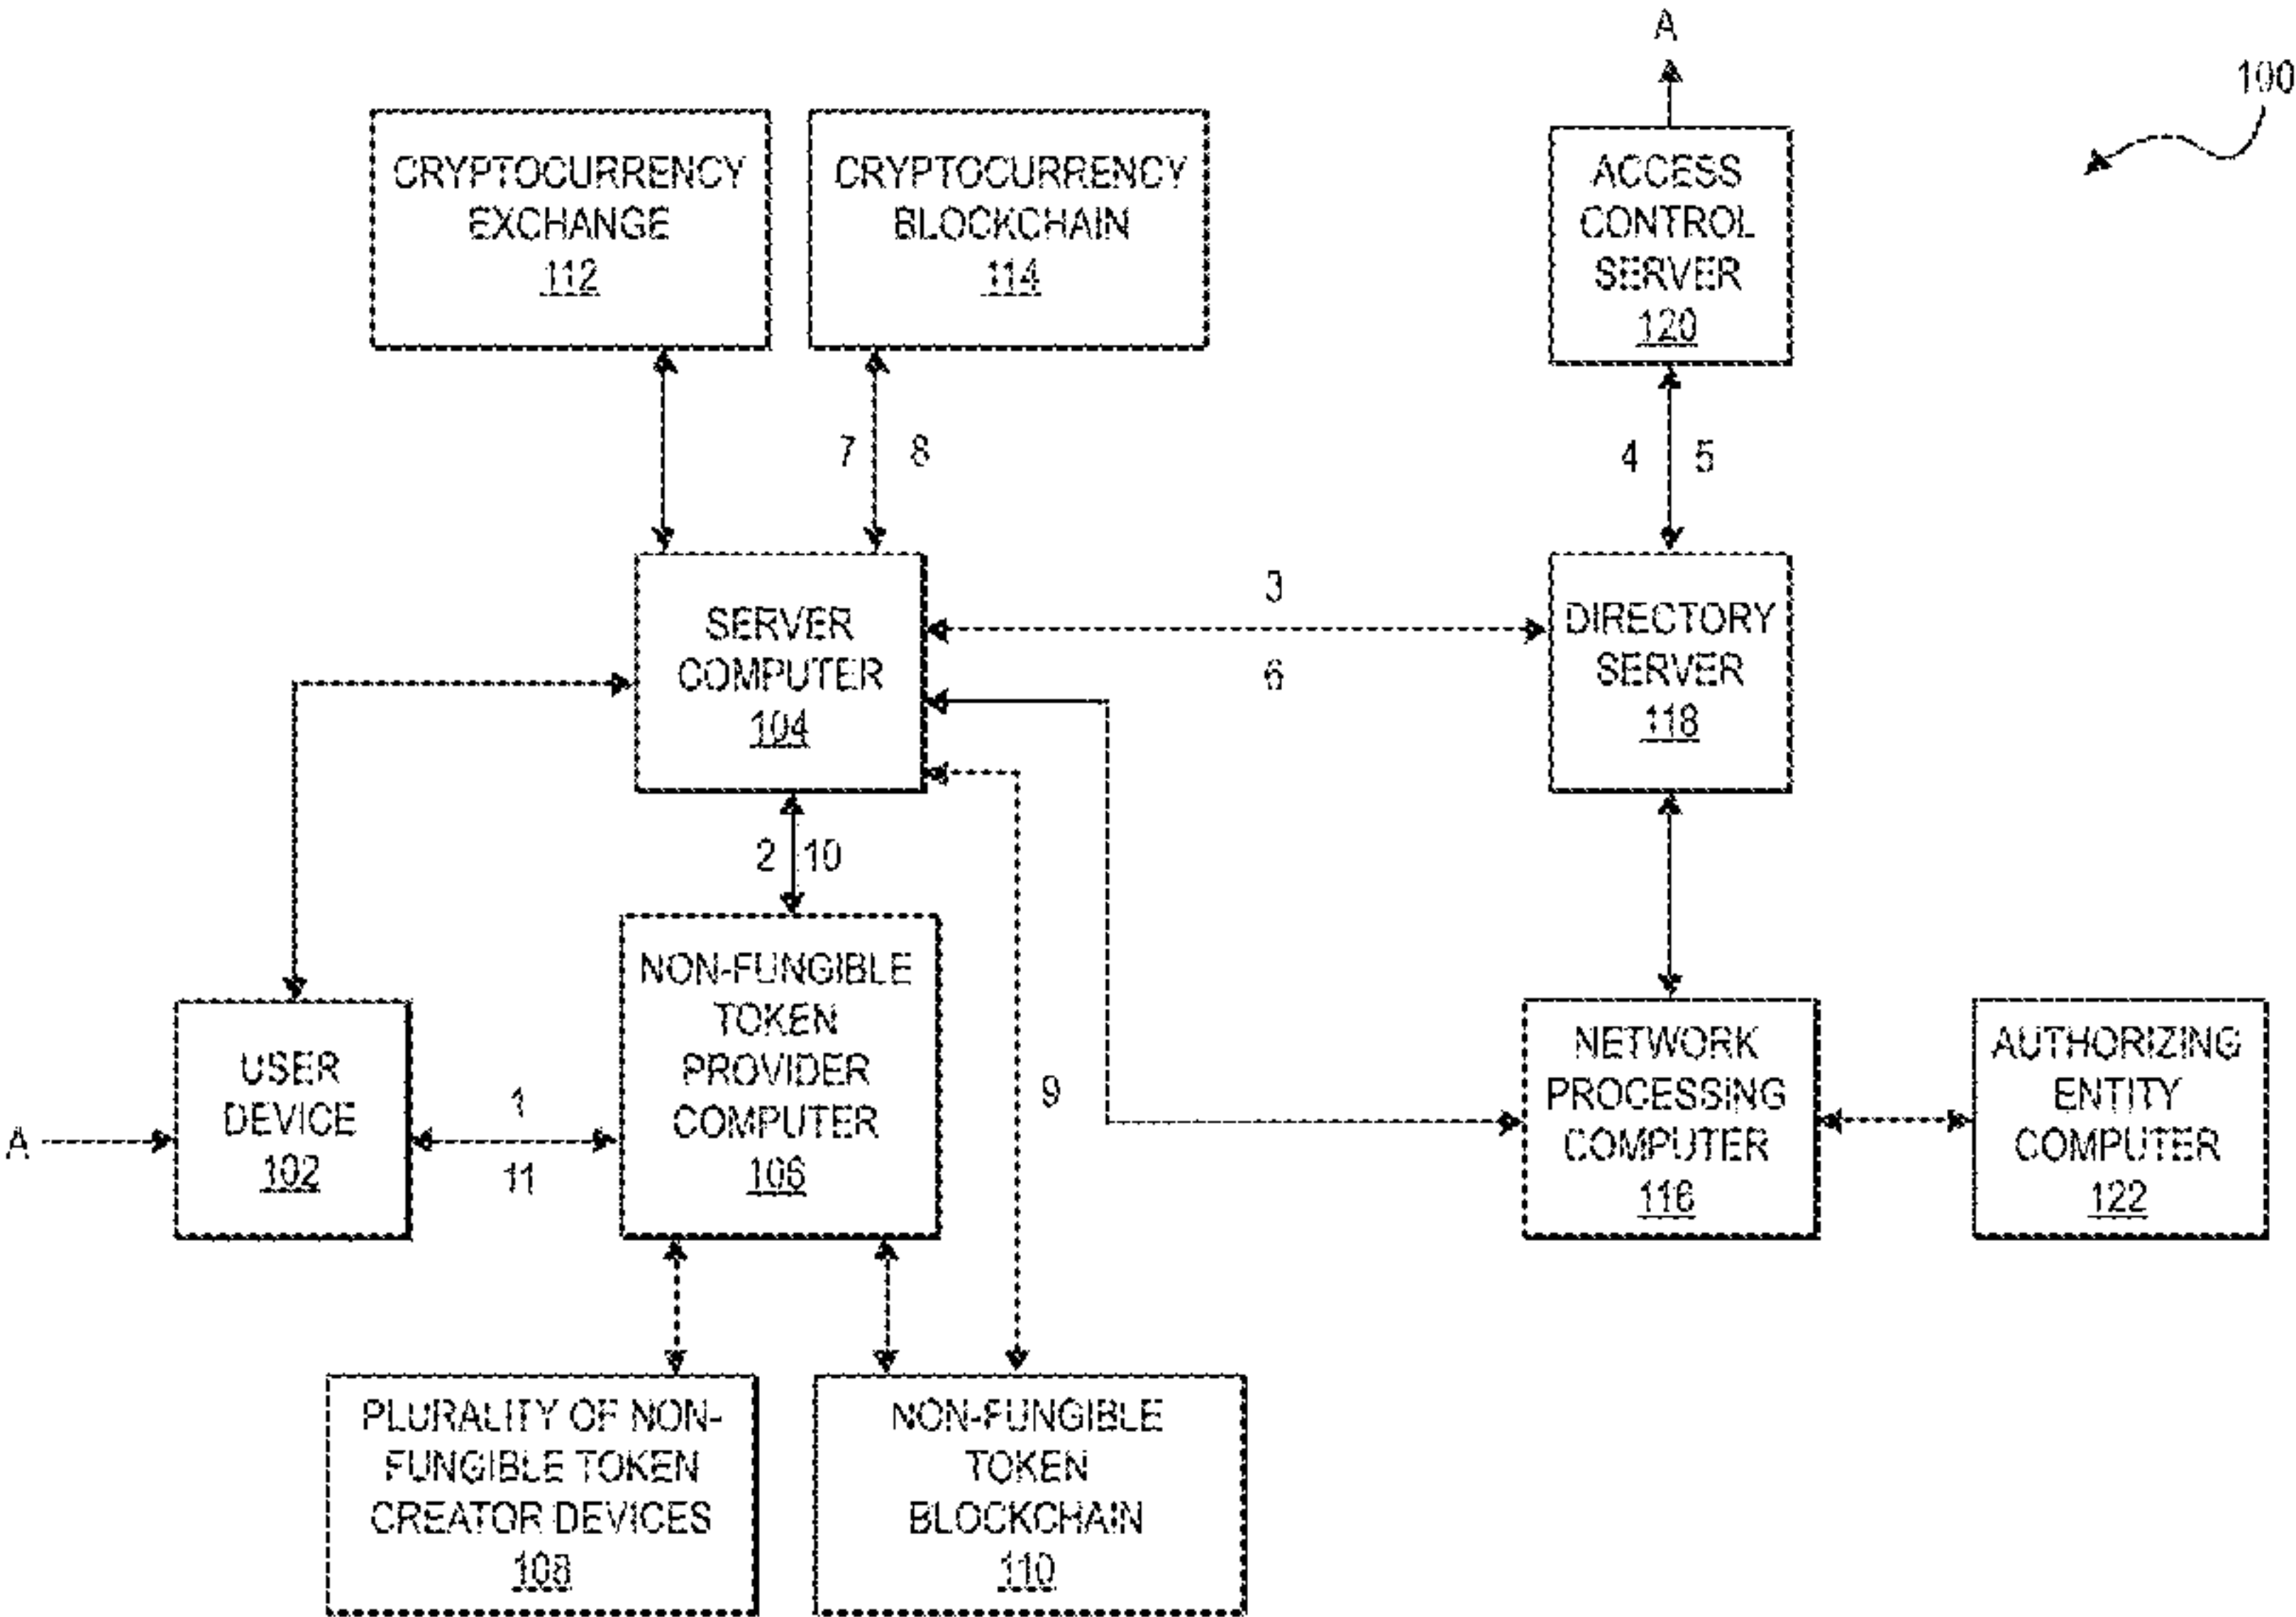 A
100
CRYPTOCURRENCY
EXCHANGE
112
CRYPTOCURRENCY
BLOCKCHAIN
114
ACCESS
CONTROL
SERVER
120
7
8
4
5
SERVER
COMPUTER
104
3
6
DIRECTORY
SERVER
118
2
10
NON-FUNGIBLE
TOKEN
PROVIDER
COMPUTER
106
USER
DEVICE
102
A
1
11
9
NETWORK
PROCESSING
COMPUTER
116
AUTHORIZING
ENTITY
COMPUTER
122
PLURALITY OF NON-
FUNGIBLE TOKEN
CREATOR DEVICES
108
NON-FUNGIBLE
TOKEN
BLOCKCHAIN
110